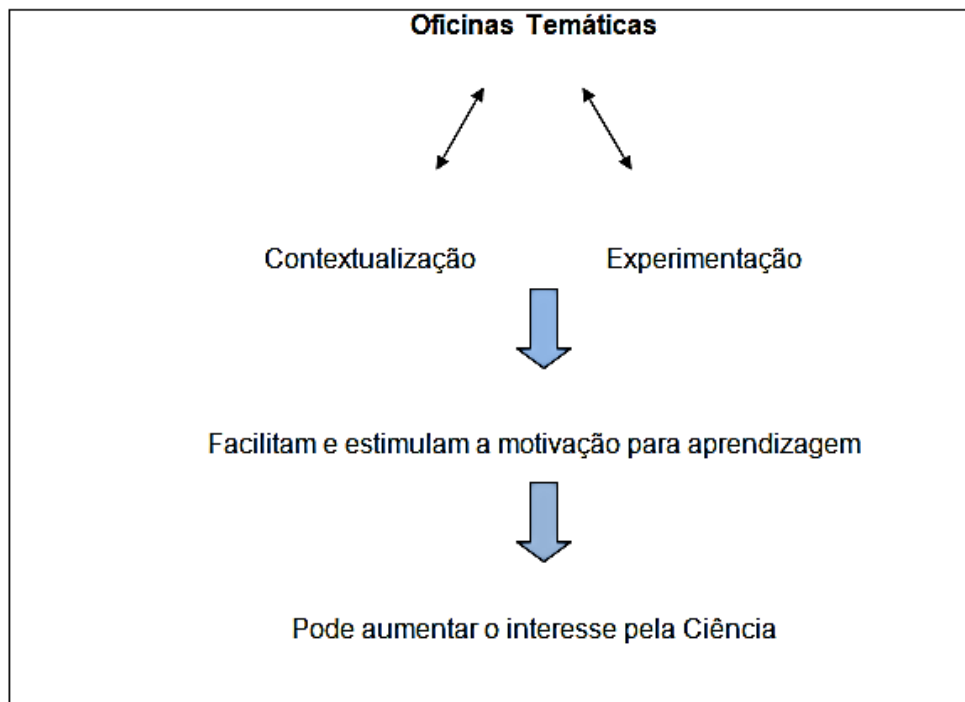 Oficinas Temáticas
Contextualização Experimentação
Facilitam e estimulam a motivação para aprendizagem
Pode aumentar o interesse pela Ciência